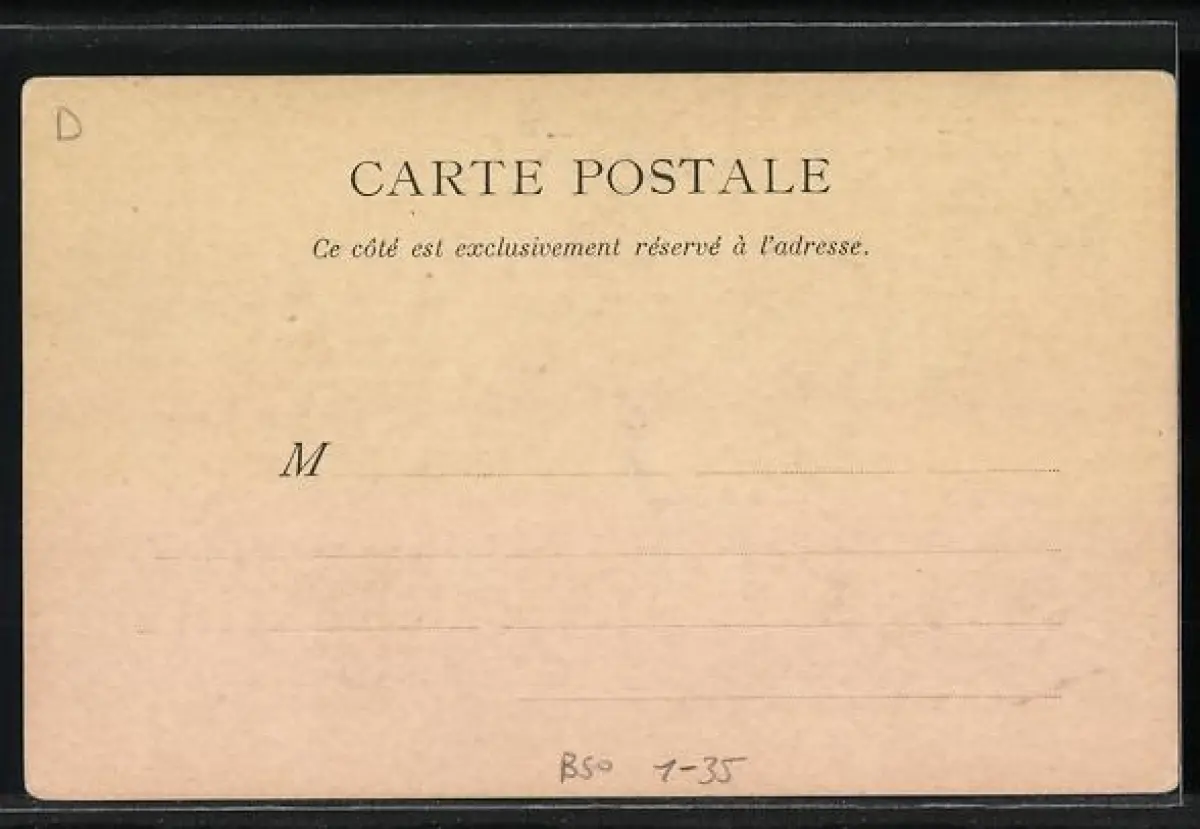 D
CARTE POSTALE
Ce côté est exclusivement réservé à l'adresse.
M
B50 1-35